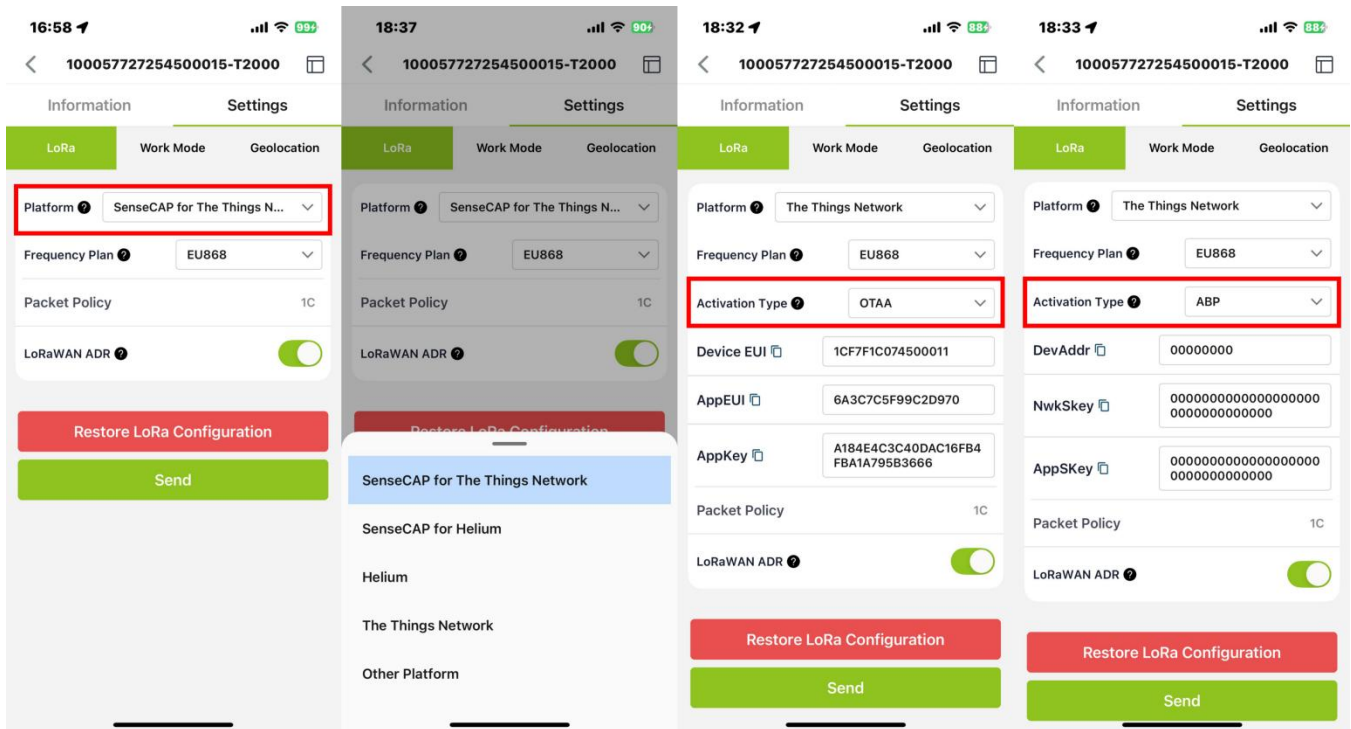 16:58
99
100057727254500015-T2000
Information
Settings
LoRa
Work Mode
Geolocation
Platform ?
SenseCAP for The Things N...
Frequency Plan ?
EU868
Packet Policy
1C
LoRaWAN ADR ?
Restore LoRa Configuration
Send
18:37
90
100057727254500015-T2000
Information
Settings
LoRa
Work Mode
Geolocation
Platform ?
SenseCAP for The Things N...
Frequency Plan ?
EU868
Packet Policy
1C
LoRaWAN ADR ?
Restore LoRa Configuration
SenseCAP for The Things Network
SenseCAP for Helium
Helium
The Things Network
Other Platform
18:32
88
100057727254500015-T2000
Information
Settings
LoRa
Work Mode
Geolocation
Platform ?
The Things Network
Frequency Plan ?
EU868
Activation Type ?
OTAA
Device EUI
1CF7F1C074500011
AppEUI
6A3C7C5F99C2D970
AppKey
A184E4C3C40DAC16FB4
FBA1A795B3666
Packet Policy
1C
LoRaWAN ADR ?
Restore LoRa Configuration
Send
18:33
88
100057727254500015-T2000
Information
Settings
LoRa
Work Mode
Geolocation
Platform ?
The Things Network
Frequency Plan ?
EU868
Activation Type ?
ABP
DevAddr
00000000
NwkSkey
0000000000000000000
0000000000000
AppSKey
0000000000000000000
0000000000000
Packet Policy
1C
LoRaWAN ADR ?
Restore LoRa Configuration
Send